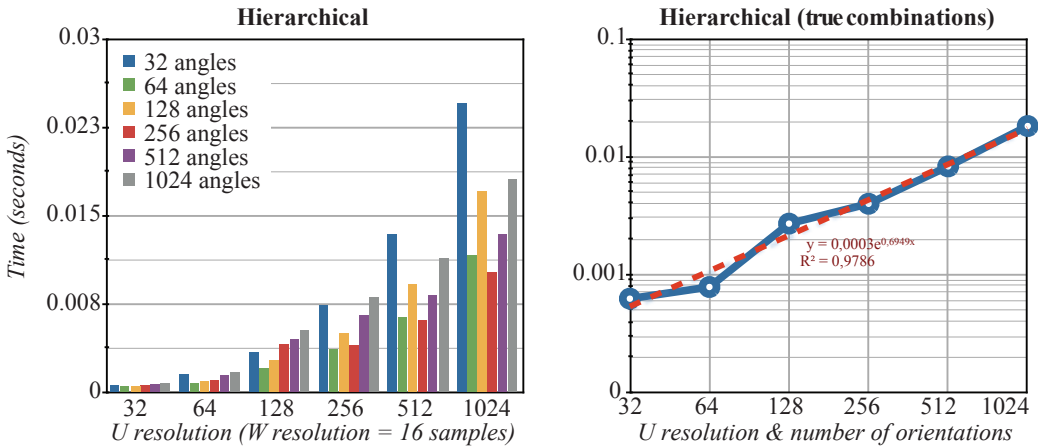 Hierarchical
0.03
0.023
0.015
0.008
0
Time (seconds)
32 angles
64 angles
128 angles
256 angles
512 angles
1024 angles
32 64 128 256 512 1024
U resolution (W resolution = 16 samples)
Hierarchical (true combinations)
0.1
0.01
0.001
0
y = 0,0003e^0,6949x
R² = 0,9786
32 64 128 256 512 1024
U resolution & number of orientations